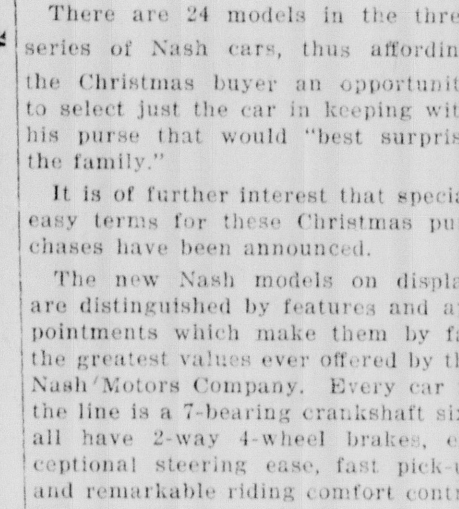 There are 24 models in the thre
series of Nash cars, thus affordin
the Christmas buyer an opportunit
to select just the car in keeping wit
his purse that would "best surpris
the family."
It is of further interest that specia
easy terms for these Christmas pu
chases have been announced.
The new Nash models on displa
are distinguished by features and a
pointments which make them by fa
the greatest values ever offered by th
Nash Motors Company. Every car
the line is a 7-bearing crankshaft si
all have 2-way 4-wheel brakes, e
ceptional steering ease, fast pick-u
and remarkable riding comfort contr